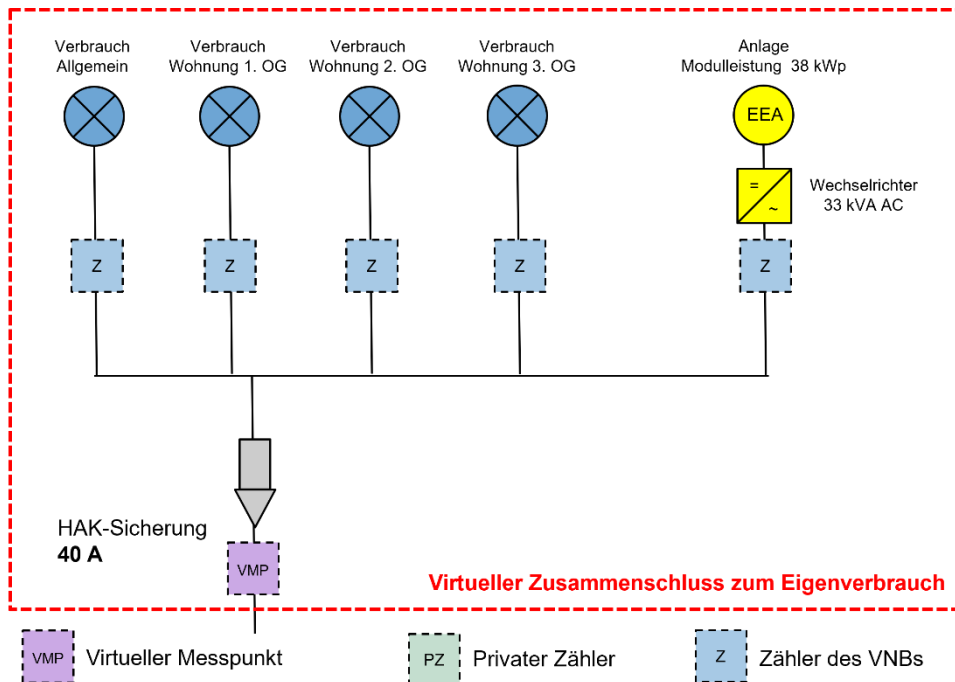 Verbrauch
Allgemein
Verbrauch
Wohnung 1. OG
Verbrauch
Wohnung 2. OG
Verbrauch
Wohnung 3. OG
Anlage
Modulleistung 38 kWp
EEA
=
~
Wechselrichter
33 kVA AC
Z
Z
Z
Z
Z
HAK-Sicherung
40 A
VMP
Virtueller Zusammenschluss zum Eigenverbrauch
VMP Virtueller Messpunkt
PZ Privater Zähler
Z Zähler des VNBs